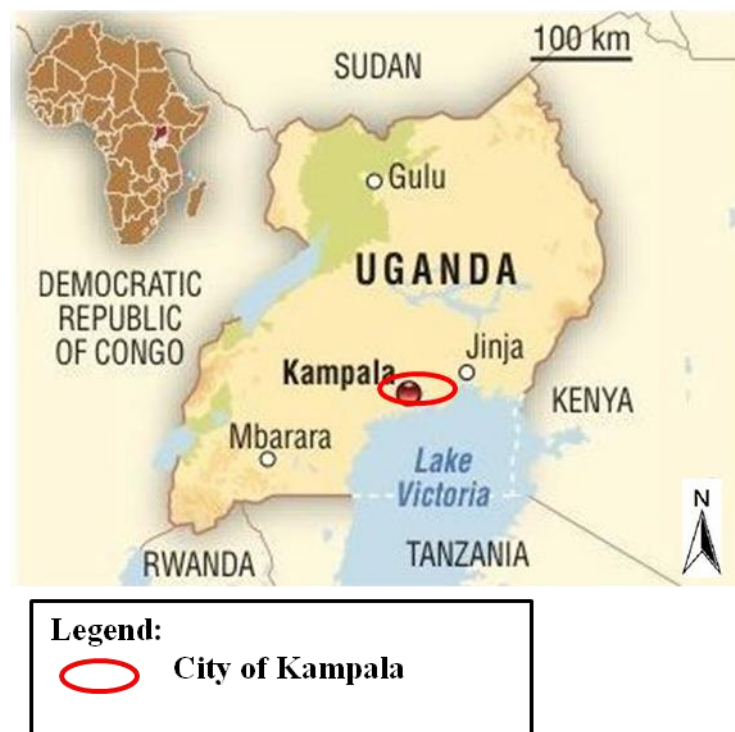 100 km
SUDAN
Gulu
UGANDA
DEMOCRATIC
REPUBLIC
OF CONGO
Jinja
Kampala
KENYA
Mbarara
Lake
Victoria
N
RWANDA
TANZANIA
Legend:
City of Kampala